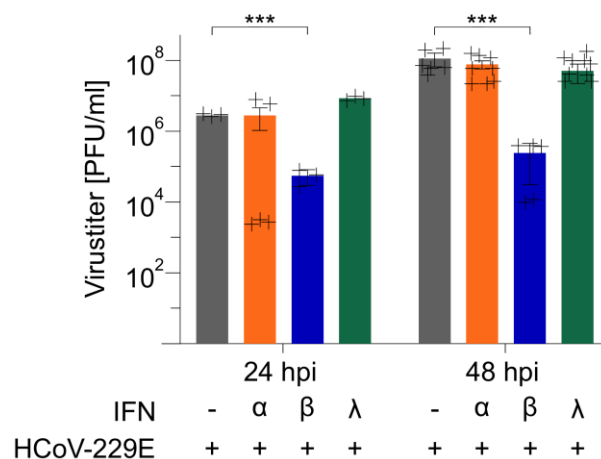 *** ***
Virustiter [PFU/ml]
10⁸
10⁶
10⁴
10²
24 hpi 48 hpi
IFN - α β λ - α β λ
HCoV-229E + + + + + + + +